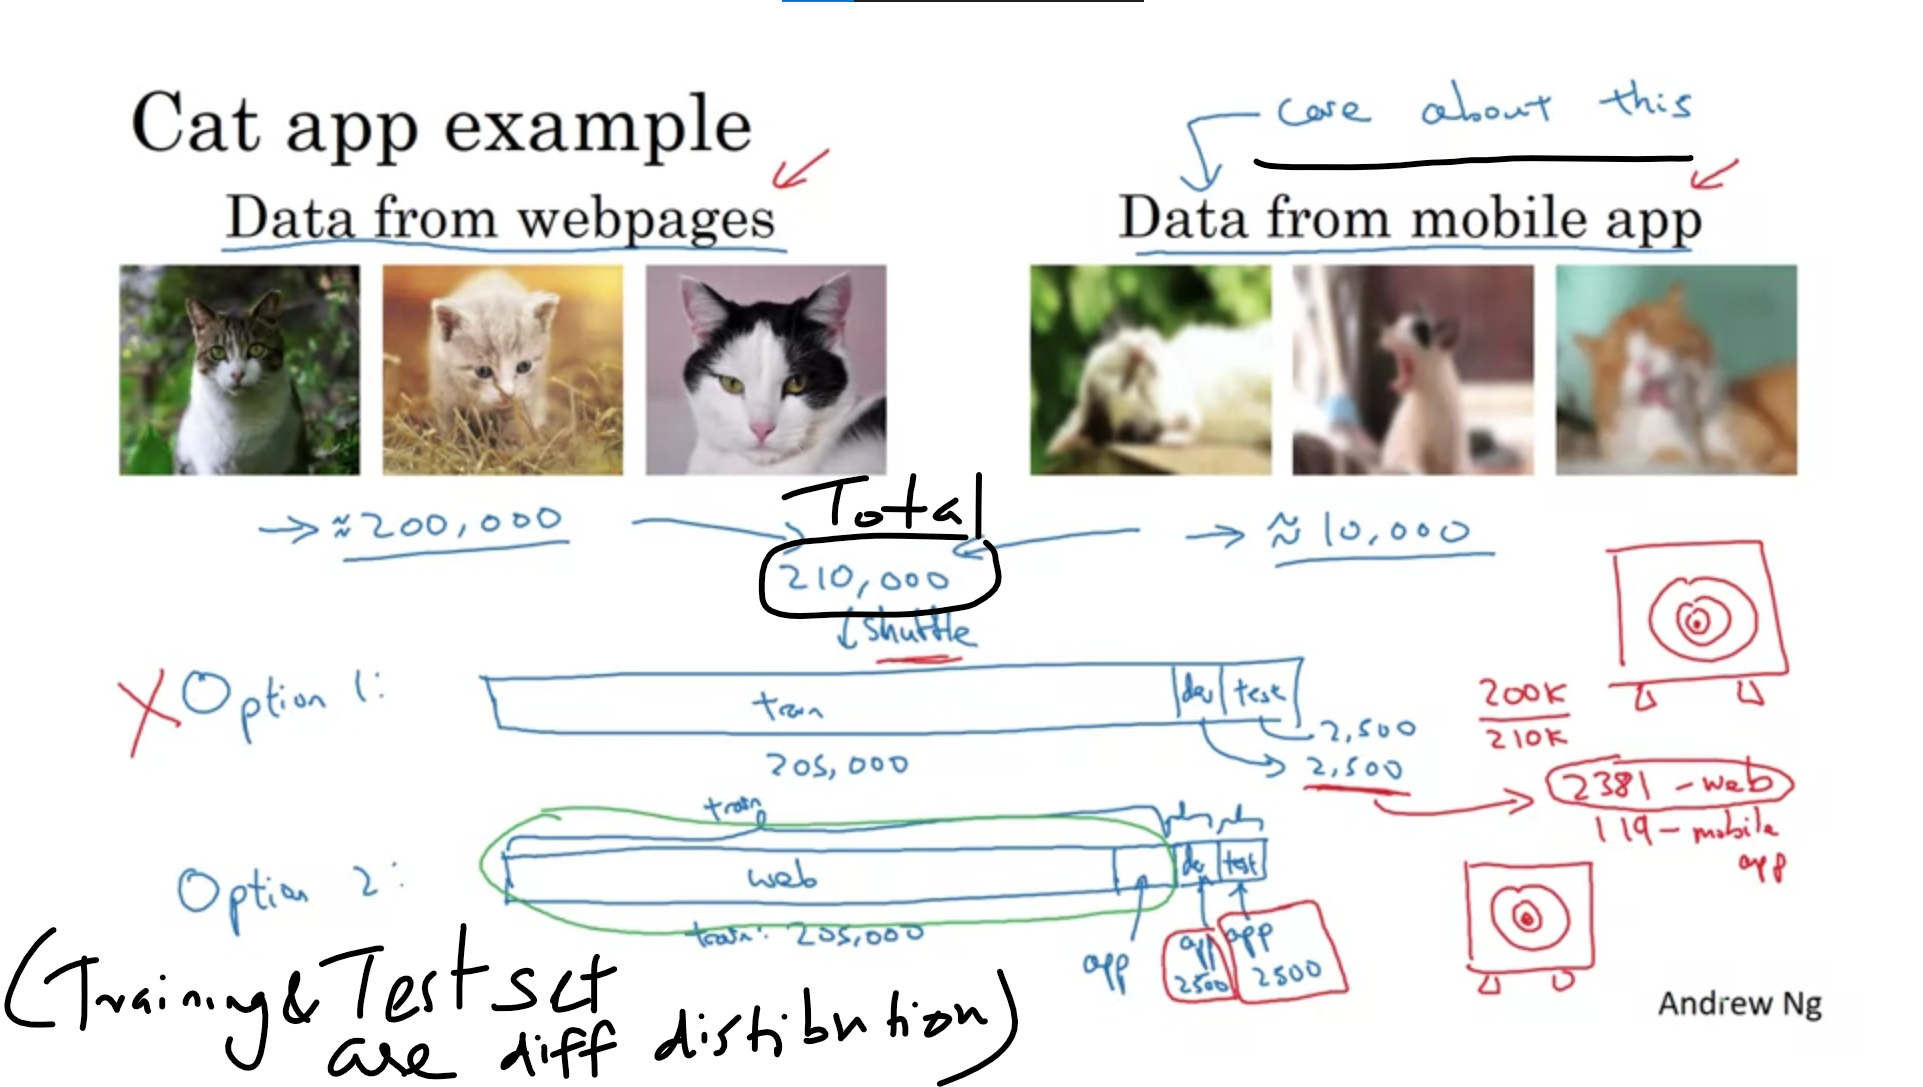 Cat app example
care about this
Data from webpages
Data from mobile app
→ ≈ 200,000
Total
210,000
→ ≈ 10,000
shuffle
X Option 1:
train
dev
test
205,000
2,500
2,500
200K
210K
2381 - web
119 - mobile
app
train
Option 2:
web
dev
test
train: 205,000
app
app
2500
app
2500
(Training & Test set
are diff distribution)
Andrew Ng